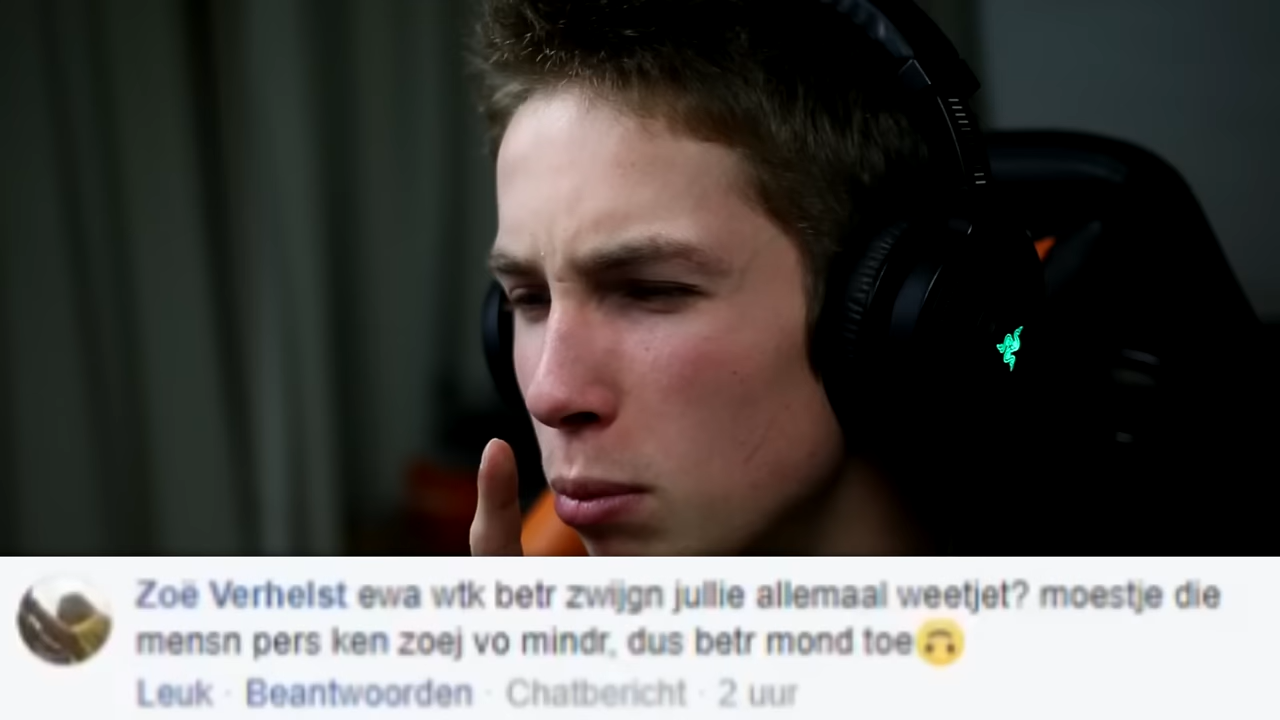 Zoë Verhelst ewa wtk betr zwijgn jullie allemaal weetjet? moestje die
mensn pers ken zoej vo mindr, dus betr mond toe🙃
Leuk · Beantwoorden · Chatbericht · 2 uur